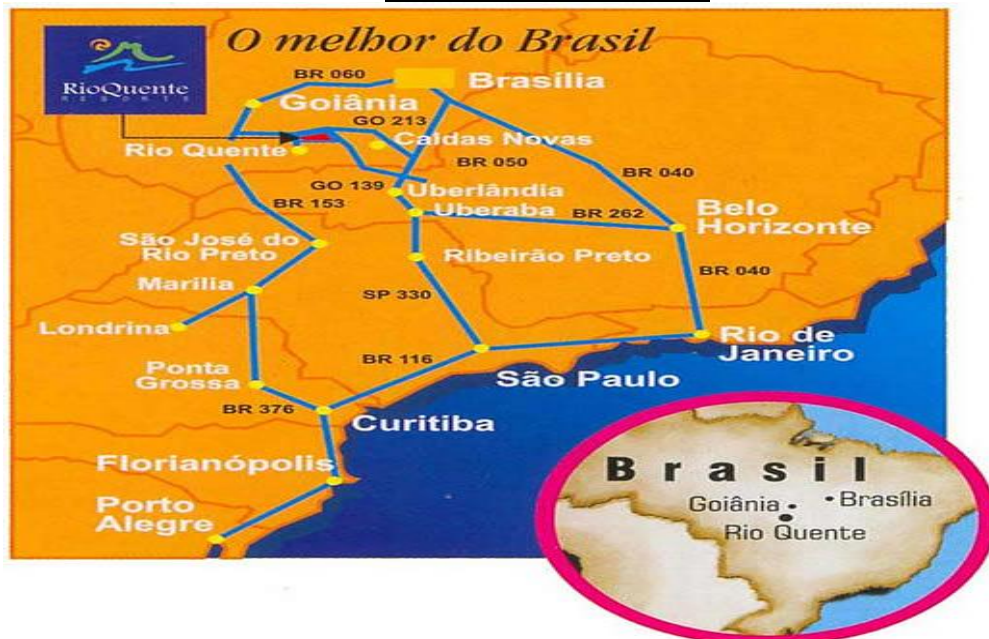 O melhor do Brasil
RioQuente
RESORTS
BR 060
Brasília
Goiânia
GO 213
Caldas Novas
Rio Quente
BR 050
BR 040
GO 139
Uberlândia
BR 153
Uberaba
BR 262
Belo
Horizonte
São José do
Rio Preto
Ribeirão Preto
BR 040
Marília
SP 330
Londrina
Rio de
Janeiro
BR 116
Ponta
Grossa
São Paulo
BR 376
Curitiba
Florianópolis
Porto
Alegre
Brasil
Goiânia
Brasília
Rio Quente